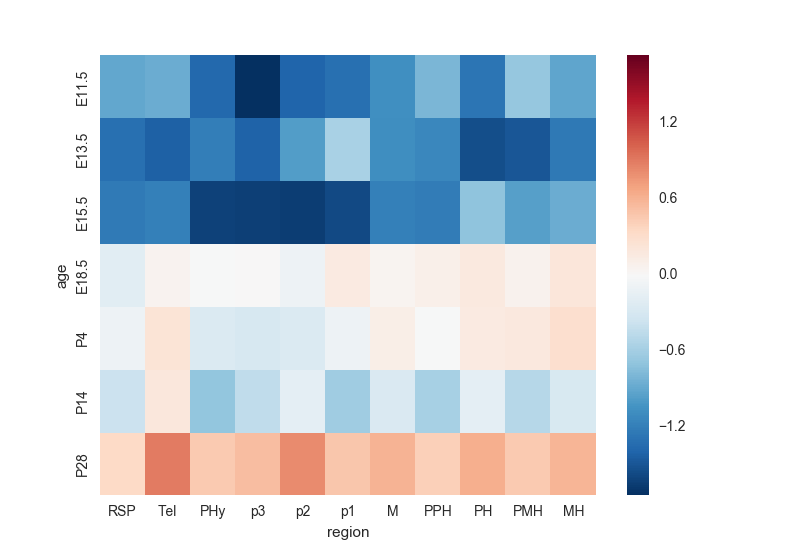 E11.5
E13.5
E15.5
E18.5
P4
P14
P28
age
RSP Tel PHy p3 p2 p1 M PPH PH PMH MH
region
1.2
0.6
0.0
−0.6
−1.2